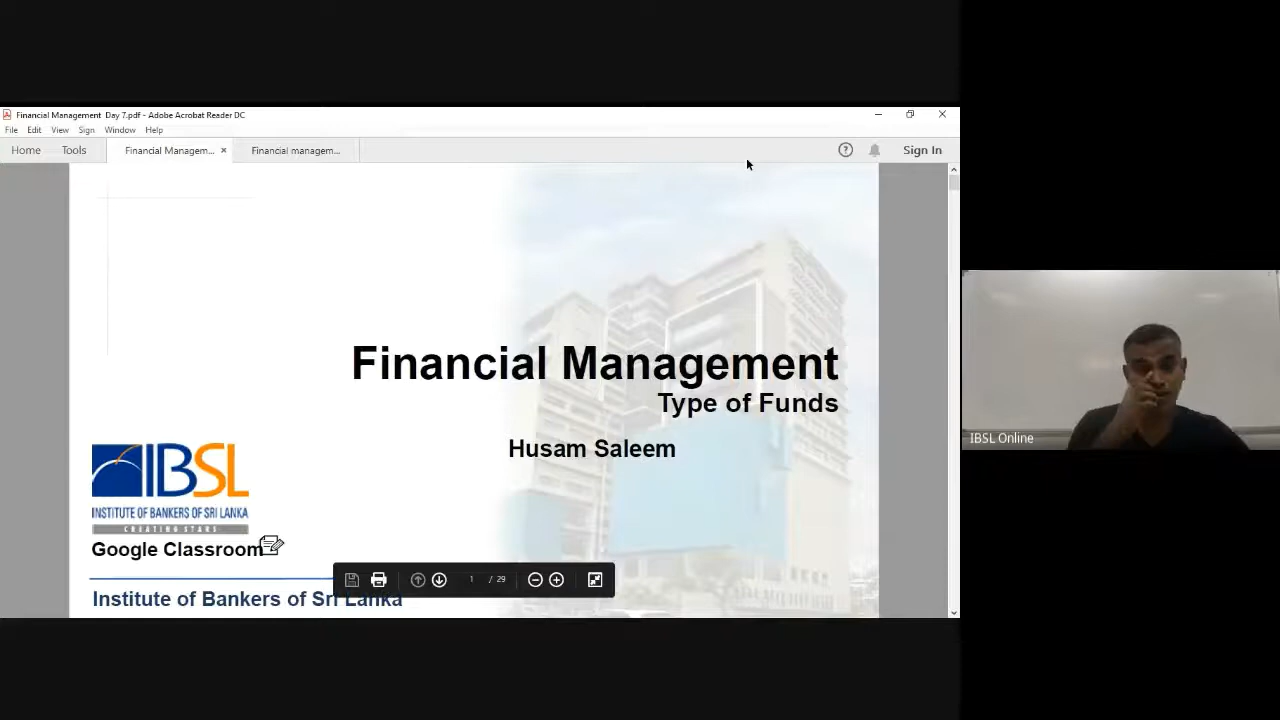 Financial Management Day 7.pdf - Adobe Acrobat Reader DC
File Edit View Sign Window Help
Home Tools Financial Managem... × Financial managem... Sign In
Financial Management
Type of Funds
Husam Saleem
IBSL
INSTITUTE OF BANKERS OF SRI LANKA
CREATING STARS
Google Classroom
1 / 29
Institute of Bankers of Sri Lanka
IBSL Online